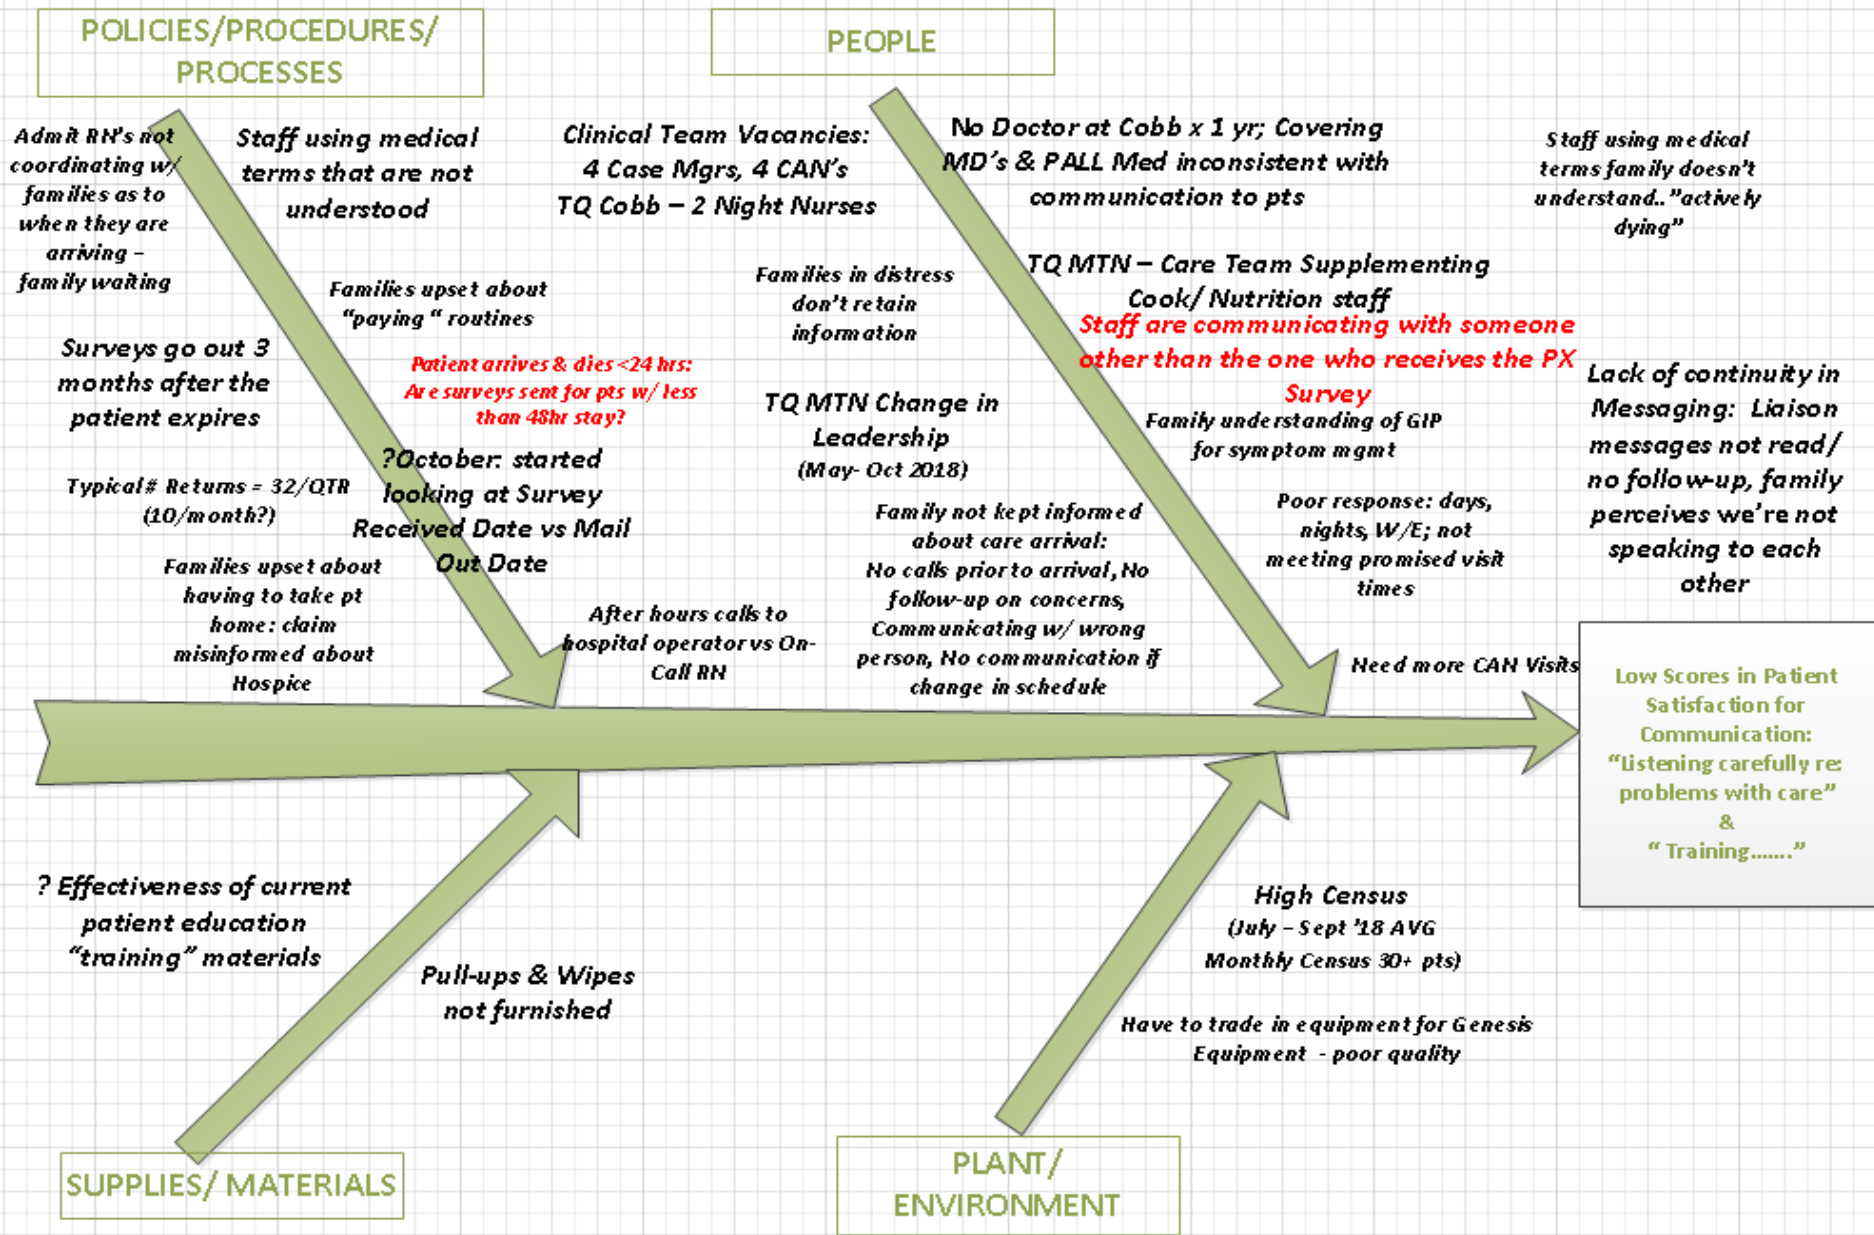 POLICIES/PROCEDURES/
PROCESSES
PEOPLE
Admit RN's not
coordinating w/
families as to
when they are
arriving –
family waiting
Staff using medical
terms that are not
understood
Families upset about
"paying " routines
Surveys go out 3
months after the
patient expires
Patient arrives & dies <24 hrs:
Are surveys sent for pts w/ less
than 48hr stay?
?October: started
looking at Survey
Received Date vs Mail
Out Date
Typical # Returns = 32/QTR
(10/month?)
Families upset about
having to take pt
home: claim
misinformed about
Hospice
After hours calls to
hospital operator vs On-
Call RN
Clinical Team Vacancies:
4 Case Mgrs, 4 CAN's
TQ Cobb – 2 Night Nurses
Families in distress
don't retain
information
TQ MTN Change in
Leadership
(May- Oct 2018)
Family not kept informed
about care arrival:
No calls prior to arrival, No
follow-up on concerns,
Communicating w/ wrong
person, No communication if
change in schedule
No Doctor at Cobb x 1 yr; Covering
MD's & PALL Med inconsistent with
communication to pts
TQ MTN – Care Team Supplementing
Cook/ Nutrition staff
Staff are communicating with someone
other than the one who receives the PX
Survey
Family understanding of GIP
for symptom mgmt
Poor response: days,
nights, W/E; not
meeting promised visit
times
Need more CAN Visits
Staff using medical
terms family doesn't
understand.."actively
dying"
Lack of continuity in
Messaging: Liaison
messages not read/
no follow-up, family
perceives we're not
speaking to each
other
Low Scores in Patient
Satisfaction for
Communication:
"Listening carefully re:
problems with care"
&
" Training……."
? Effectiveness of current
patient education
"training" materials
Pull-ups & Wipes
not furnished
High Census
(July – Sept '18 AVG
Monthly Census 30+ pts)
Have to trade in equipment for Genesis
Equipment - poor quality
SUPPLIES/ MATERIALS
PLANT/
ENVIRONMENT